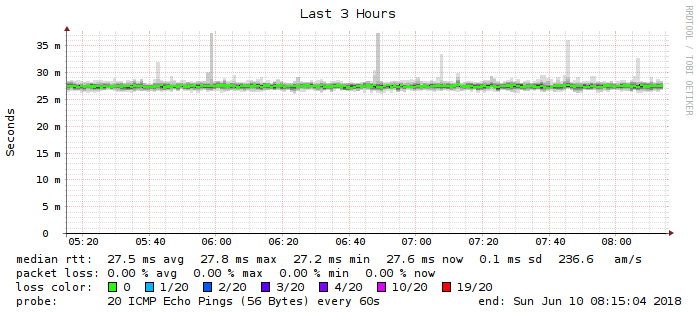 Last 3 Hours
RRDTOOL / TOBI OETIKER
Seconds
35 m
30 m
25 m
20 m
15 m
10 m
5 m
0
05:20 05:40 06:00 06:20 06:40 07:00 07:20 07:40 08:00
median rtt: 27.5 ms avg 27.8 ms max 27.2 ms min 27.6 ms now 0.1 ms sd 236.6 am/s
packet loss: 0.00 % avg 0.00 % max 0.00 % min 0.00 % now
loss color: 0 1/20 2/20 3/20 4/20 10/20 19/20
probe: 20 ICMP Echo Pings (56 Bytes) every 60s end: Sun Jun 10 08:15:04 2018